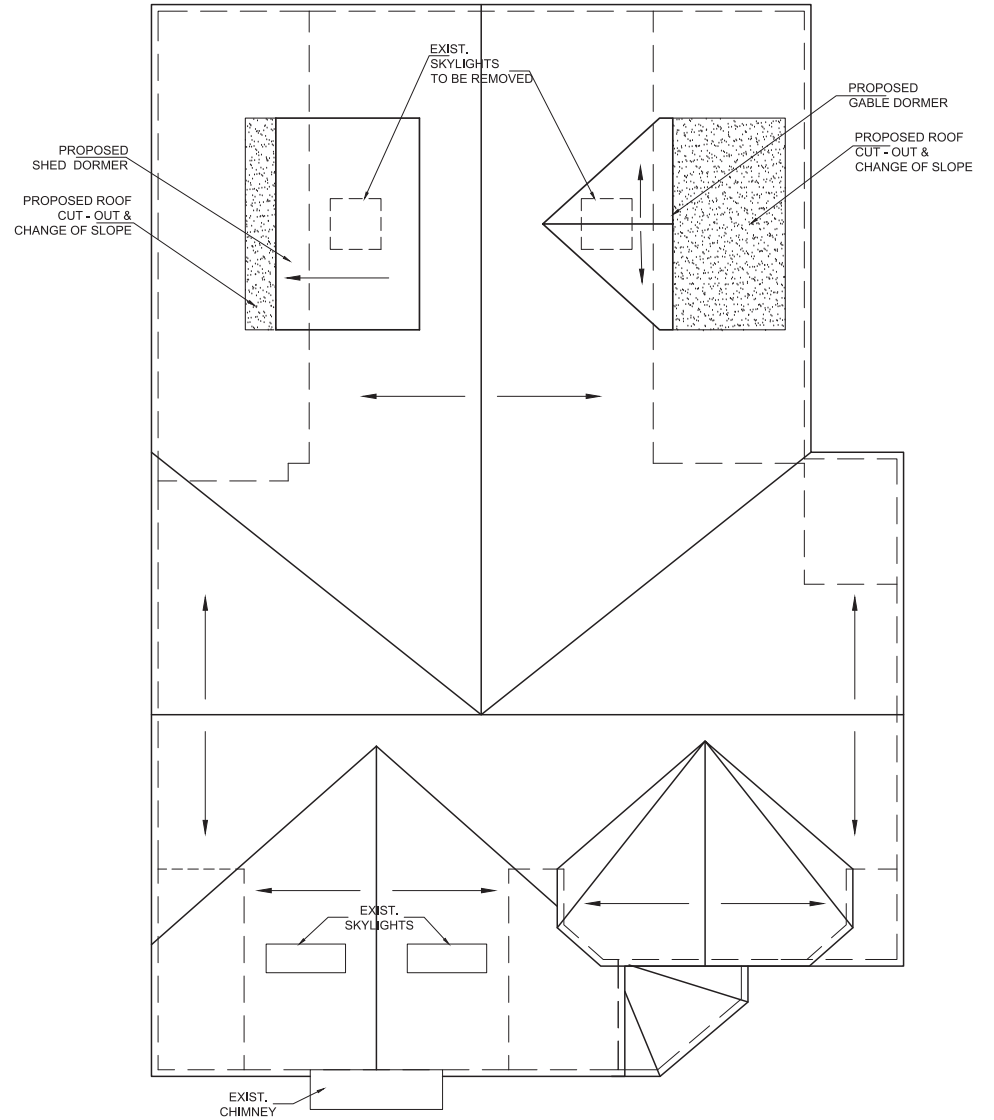 EXIST.
SKYLIGHTS
TO BE REMOVED
PROPOSED
GABLE DORMER
PROPOSED ROOF
CUT - OUT &
CHANGE OF SLOPE
PROPOSED
SHED DORMER
PROPOSED ROOF
CUT - OUT &
CHANGE OF SLOPE
EXIST.
SKYLIGHTS
EXIST.
CHIMNEY